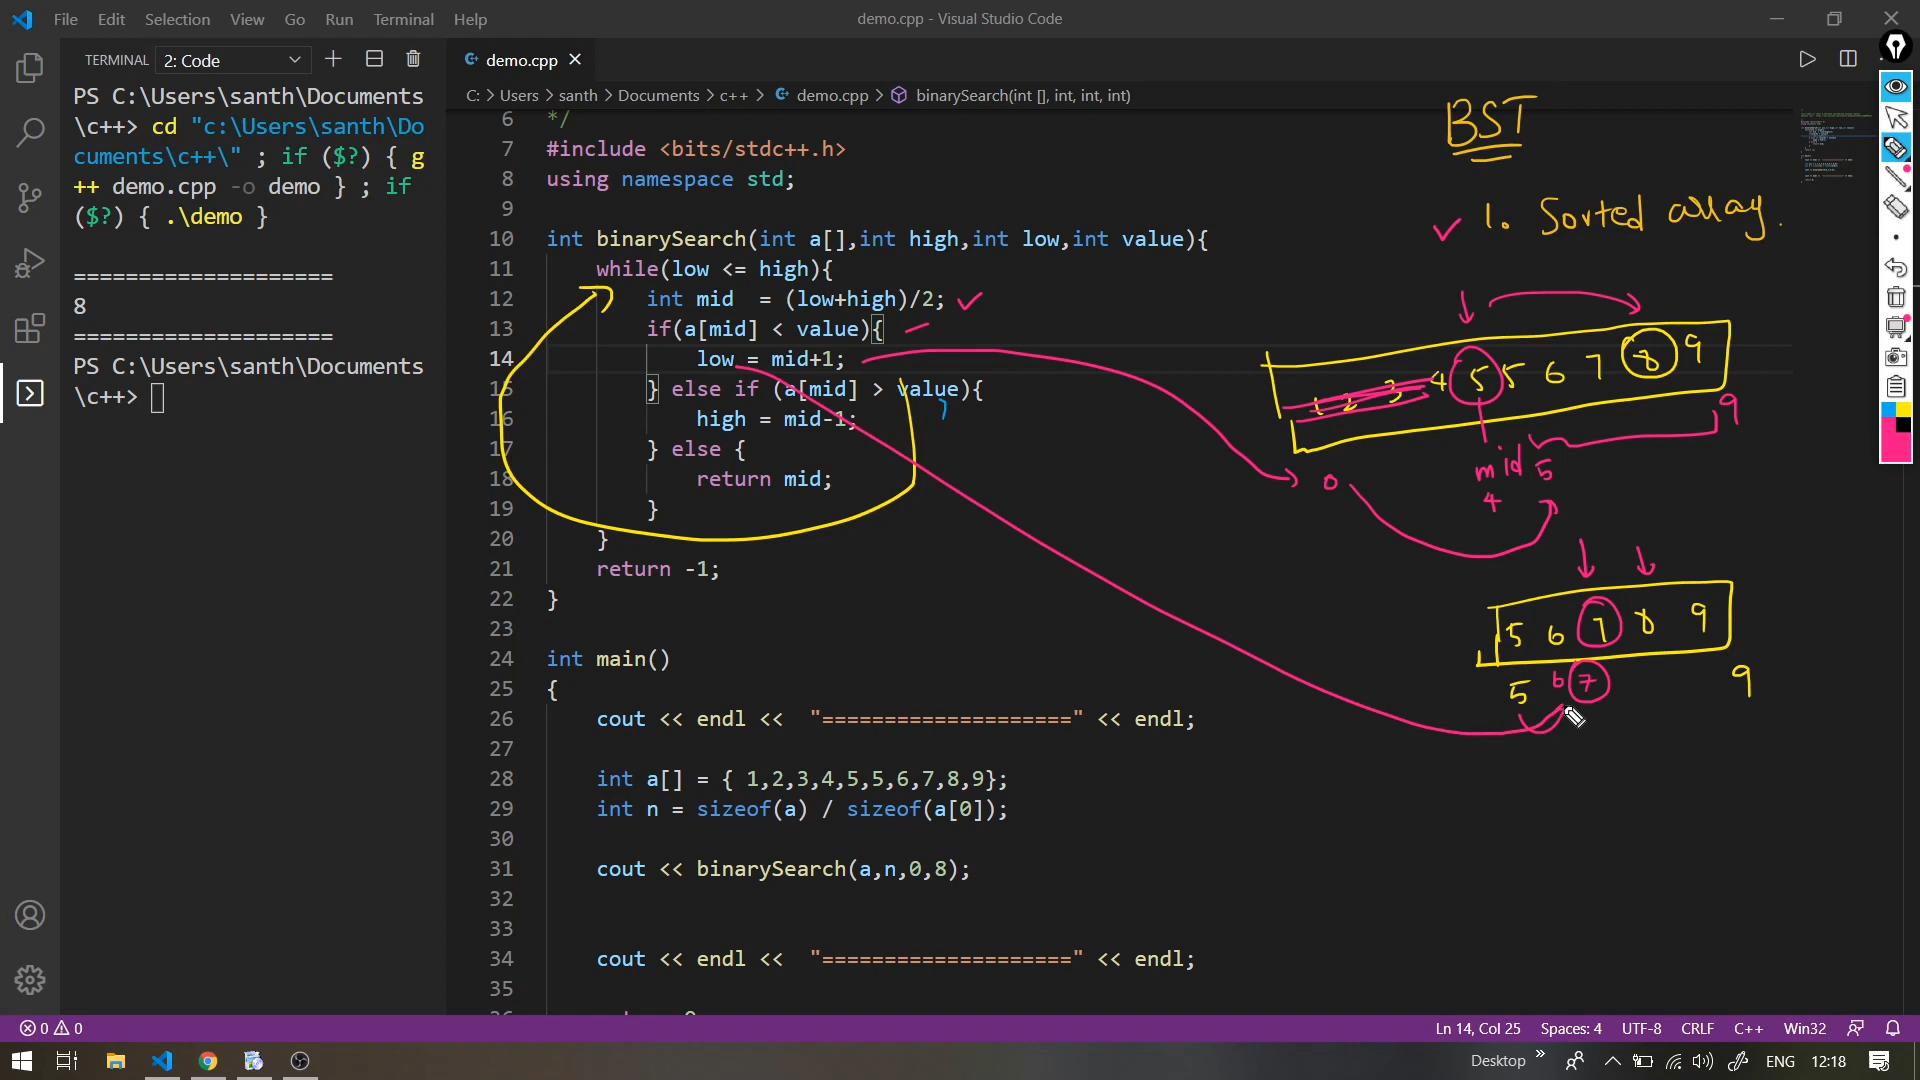 File Edit Selection View Go Run Terminal Help
demo.cpp - Visual Studio Code
TERMINAL 2: Code
PS C:\Users\santh\Documents
\c++> cd "c:\Users\santh\Do
cuments\c++\" ; if ($?) { g
++ demo.cpp -o demo } ; if
($?) { .\demo }
=====================
8
=====================
PS C:\Users\santh\Documents
\c++>
demo.cpp
C: > Users > santh > Documents > c++ > demo.cpp > binarySearch(int [], int, int, int)
6 */
7 #include <bits/stdc++.h>
8 using namespace std;
9
10 int binarySearch(int a[],int high,int low,int value){
11 while(low <= high){
12 int mid = (low+high)/2;
13 if(a[mid] < value){
14 low = mid+1;
15 } else if (a[mid] > value){
16 high = mid-1;
17 } else {
18 return mid;
19 }
20 }
21 return -1;
22 }
23
24 int main()
25 {
26 cout << endl << "====================" << endl;
27
28 int a[] = { 1,2,3,4,5,5,6,7,8,9};
29 int n = sizeof(a) / sizeof(a[0]);
30
31 cout << binarySearch(a,n,0,8);
32
33
34 cout << endl << "====================" << endl;
35
BST
1. Sorted array.
1 2 3 4 5 5 6 7 8 9
9
mid 5
0 4
5 6 7 8 9
5 6 7 9
0 0
Ln 14, Col 25 Spaces: 4 UTF-8 CRLF C++ Win32
Desktop ENG 12:18